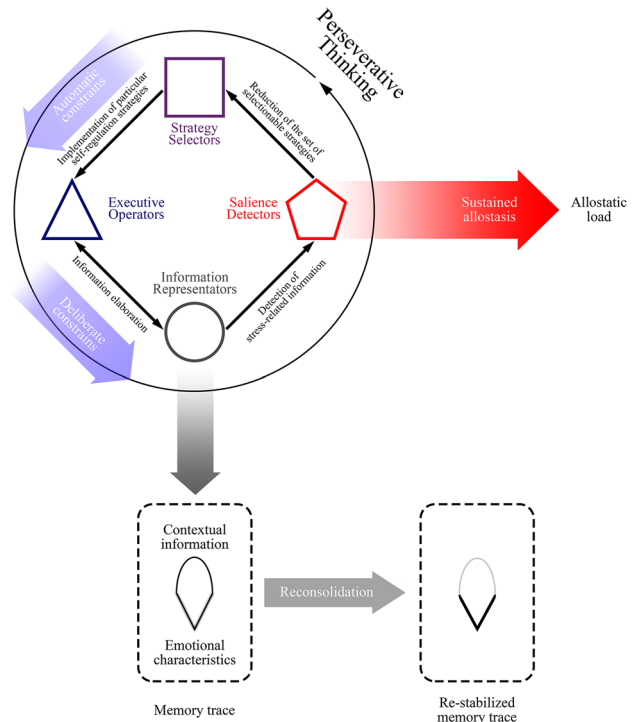 Perseverative
Thinking
Automatic
constrains
Implementation of particular
self-regulation strategies
Strategy
Selectors
Reduction of the set of
selectionable strategies
Executive
Operators
Salience
Detectors
Sustained
allostasis
Allostatic
load
Information
Representators
Information elaboration
Detection of
stress-related information
Deliberate
constrains
Contextual
information
Emotional
characteristics
Reconsolidation
Memory trace
Re-stabilized
memory trace